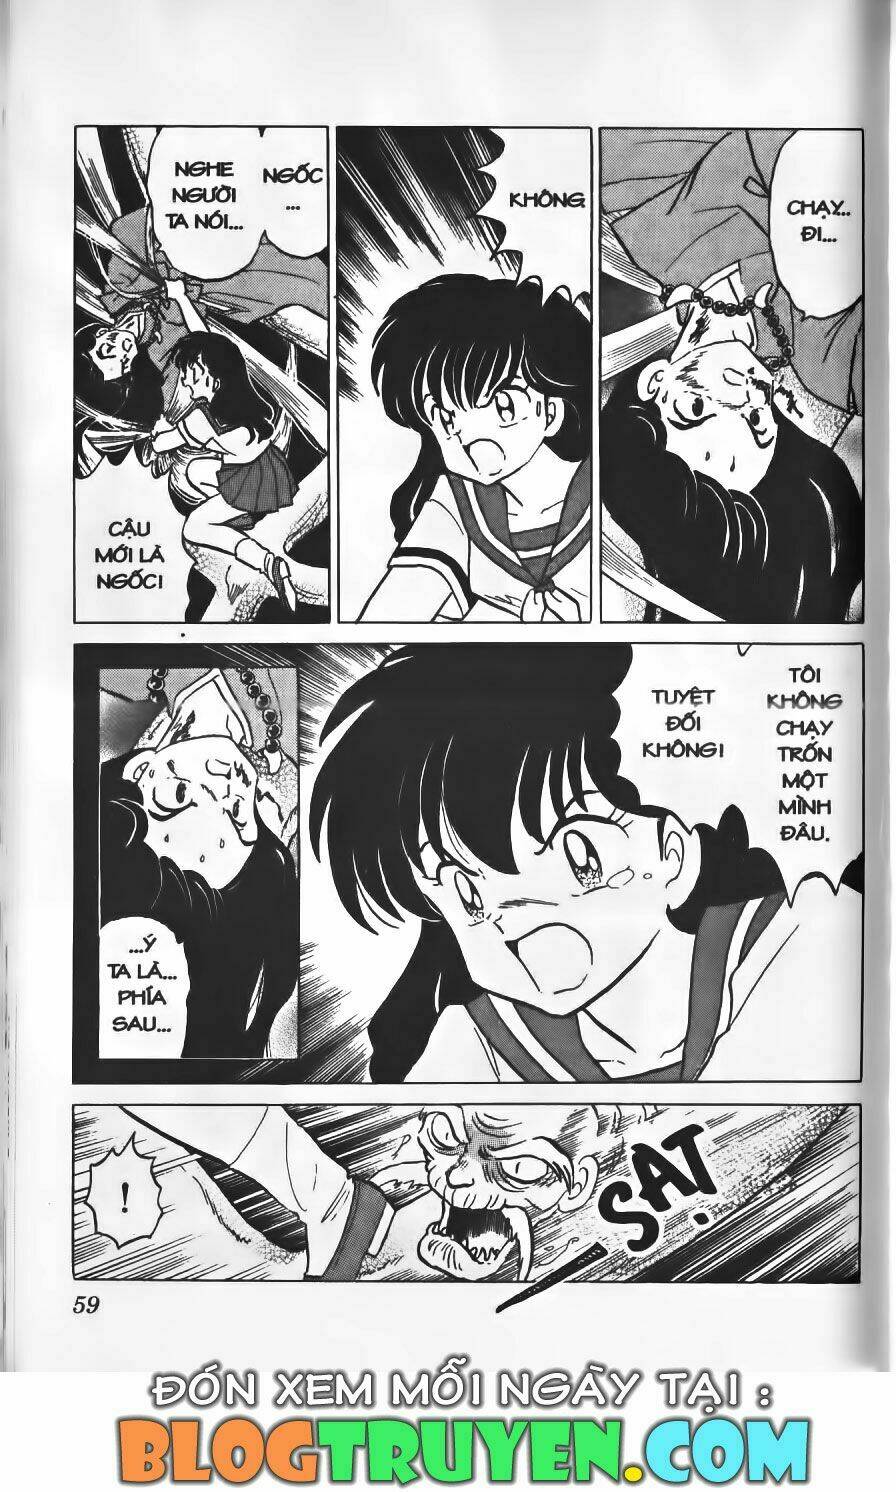 CHẠY..
ĐI...
KHÔNG.
NGỐC
...
NGHE
NGƯỜI
TA NÓI...
CẬU
MỚI LÀ
NGỐC!
TÔI
KHÔNG
CHẠY
TRỐN
MỘT
MÌNH
ĐÂU.
TUYỆT
ĐỐI
KHÔNG!
...Ý
TA LÀ...
PHÍA
SAU...
SẠT
!
59
ĐÓN XEM MỖI NGÀY TẠI :
BLOGTRUYEN.COM